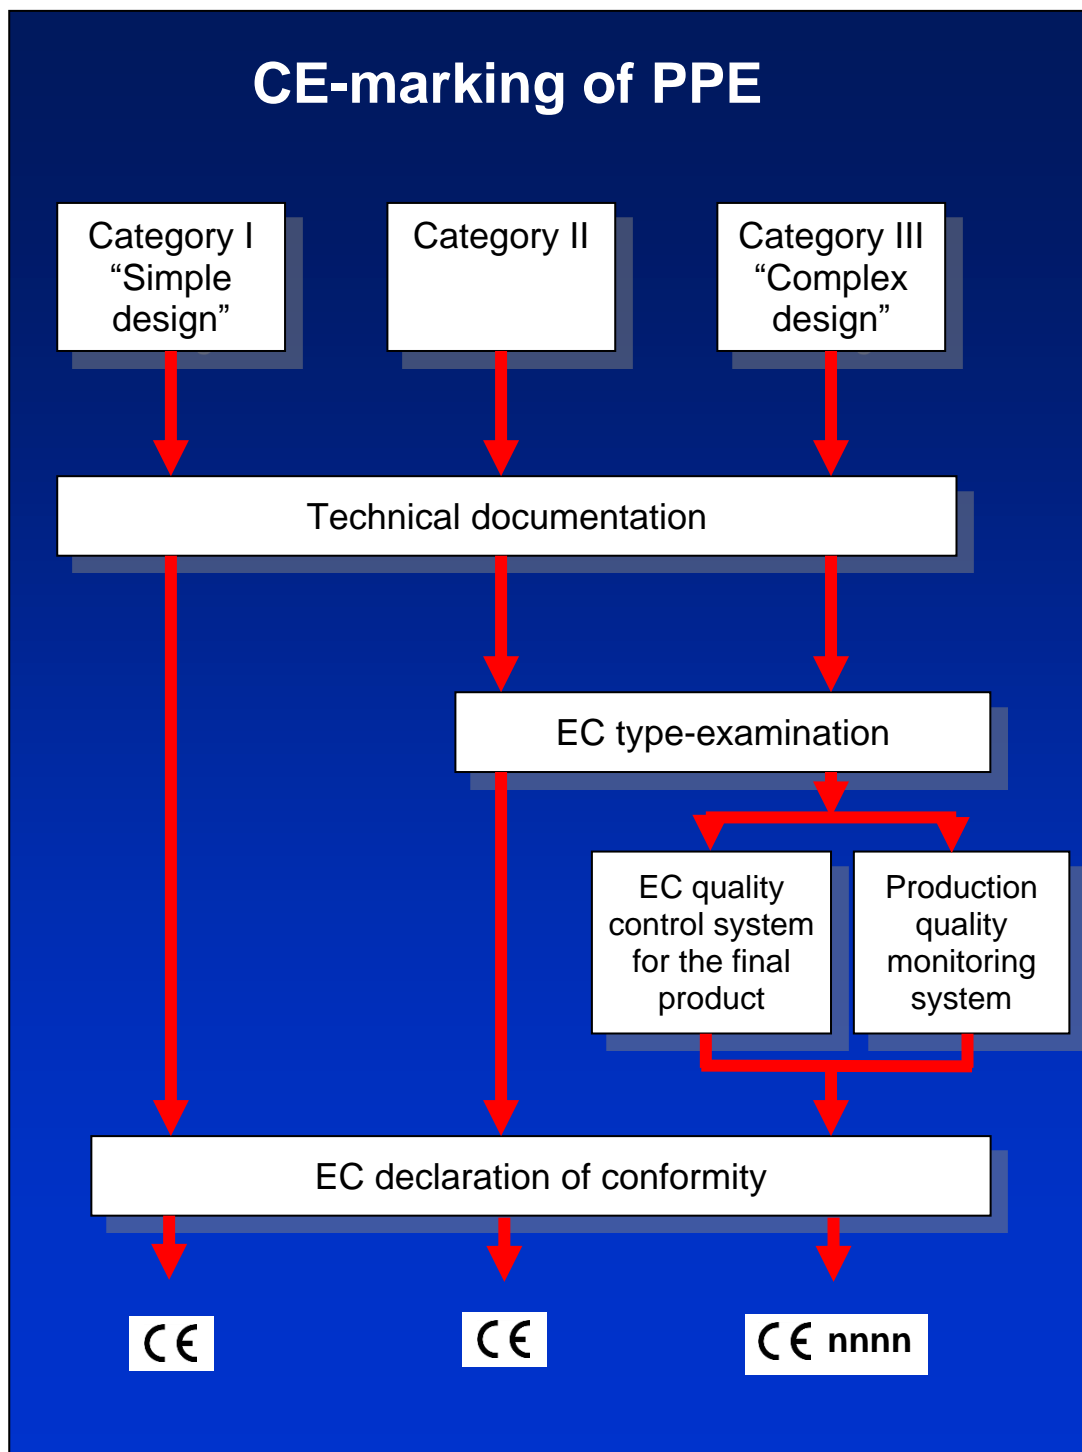 CE-marking of PPE
Category I
“Simple
design”
Category II
Category III
“Complex
design”
Technical documentation
EC type-examination
EC quality
control system
for the final
product
Production
quality
monitoring
system
EC declaration of conformity
CE
CE
CE nnnn